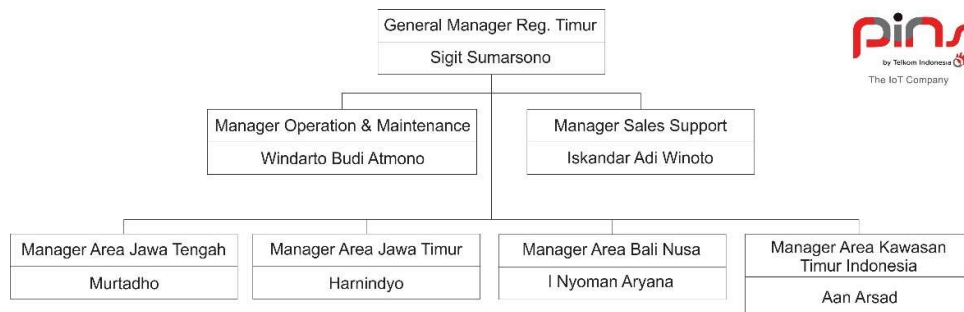 General Manager Reg. Timur
Sigit Sumarsono
pins
by Telkom Indonesia
The IoT Company
Manager Operation & Maintenance
Windarto Budi Atmono
Manager Sales Support
Iskandar Adi Winoto
Manager Area Jawa Tengah
Murtadho
Manager Area Jawa Timur
Harnindyo
Manager Area Bali Nusa
I Nyoman Aryana
Manager Area Kawasan
Timur Indonesia
Aan Arsad